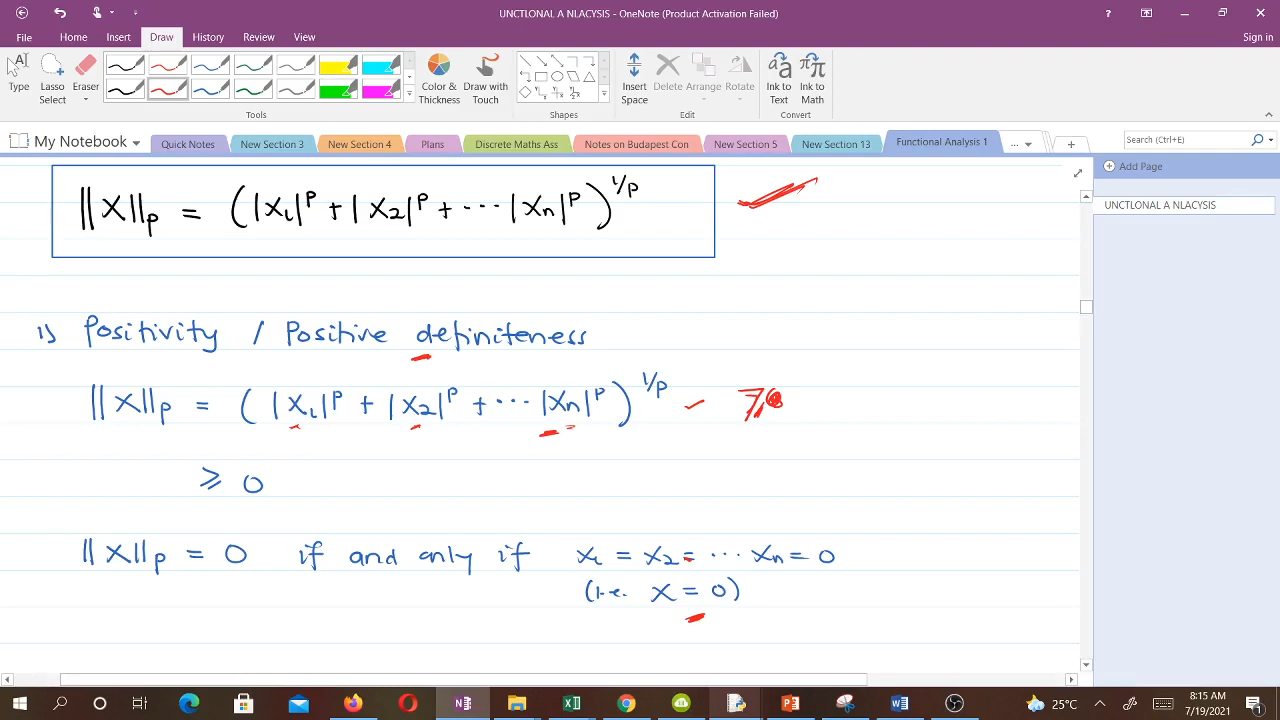 UNCTLONAL A NLACYSIS - OneNote (Product Activation Failed)
Sign in
File Home Insert Draw History Review View
Type
Lasso Select
Eraser
Color & Thickness
Draw with Touch
Insert Space
Delete
Arrange
Rotate
Ink to Text
Ink to Math
Tools
Shapes
Edit
Convert
My Notebook
Quick Notes
New Section 3
New Section 4
Plans
Discrete Maths Ass
Notes on Budapest Con
New Section 5
New Section 13
Functional Analysis 1
...
Search (Ctrl+E)
Add Page
UNCTLONAL A NLACYSIS
||X||p = (|x₁|^p + |x₂|^p + ... |xn|^p)^1/p
i) Positivity / Positive definiteness
||X||p = (|x₁|^p + |x₂|^p + ... |xn|^p)^1/p
≥ 0
||X||p = 0 if and only if x₁ = x₂ = ... xn = 0
(i.e. x = 0)
25°C
8:15 AM
7/19/2021